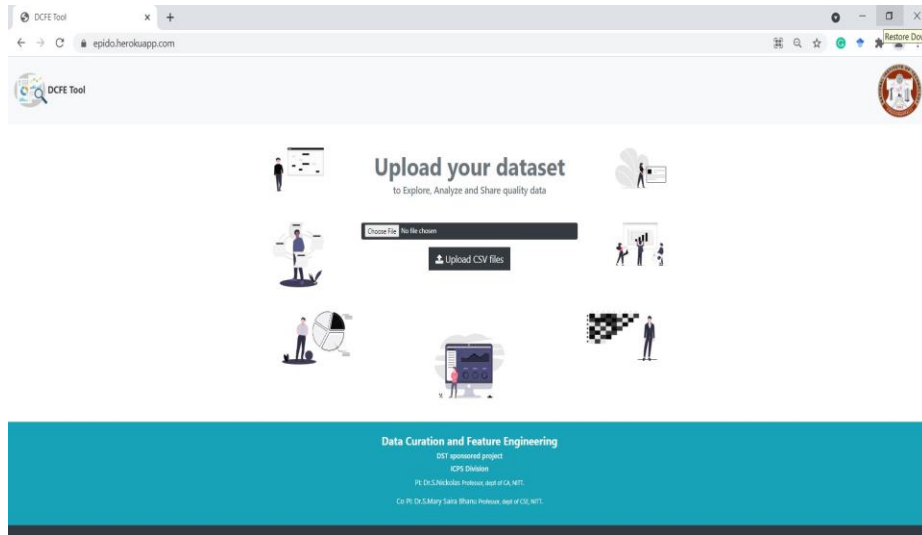 DCFE Tool
epido.herokuapp.com
Restore Dow
DCFE Tool
Upload your dataset
to Explore, Analyze and Share quality data
Choose File No file chosen
Upload CSV files
Data Curation and Feature Engineering
DST sponsored project
ICPS Division
PI: Dr.S.Nickolas Professor, dept of CA, NITT.
Co PI: Dr.S.Mary Saira Bhanu Professor, dept of CSE, NITT.